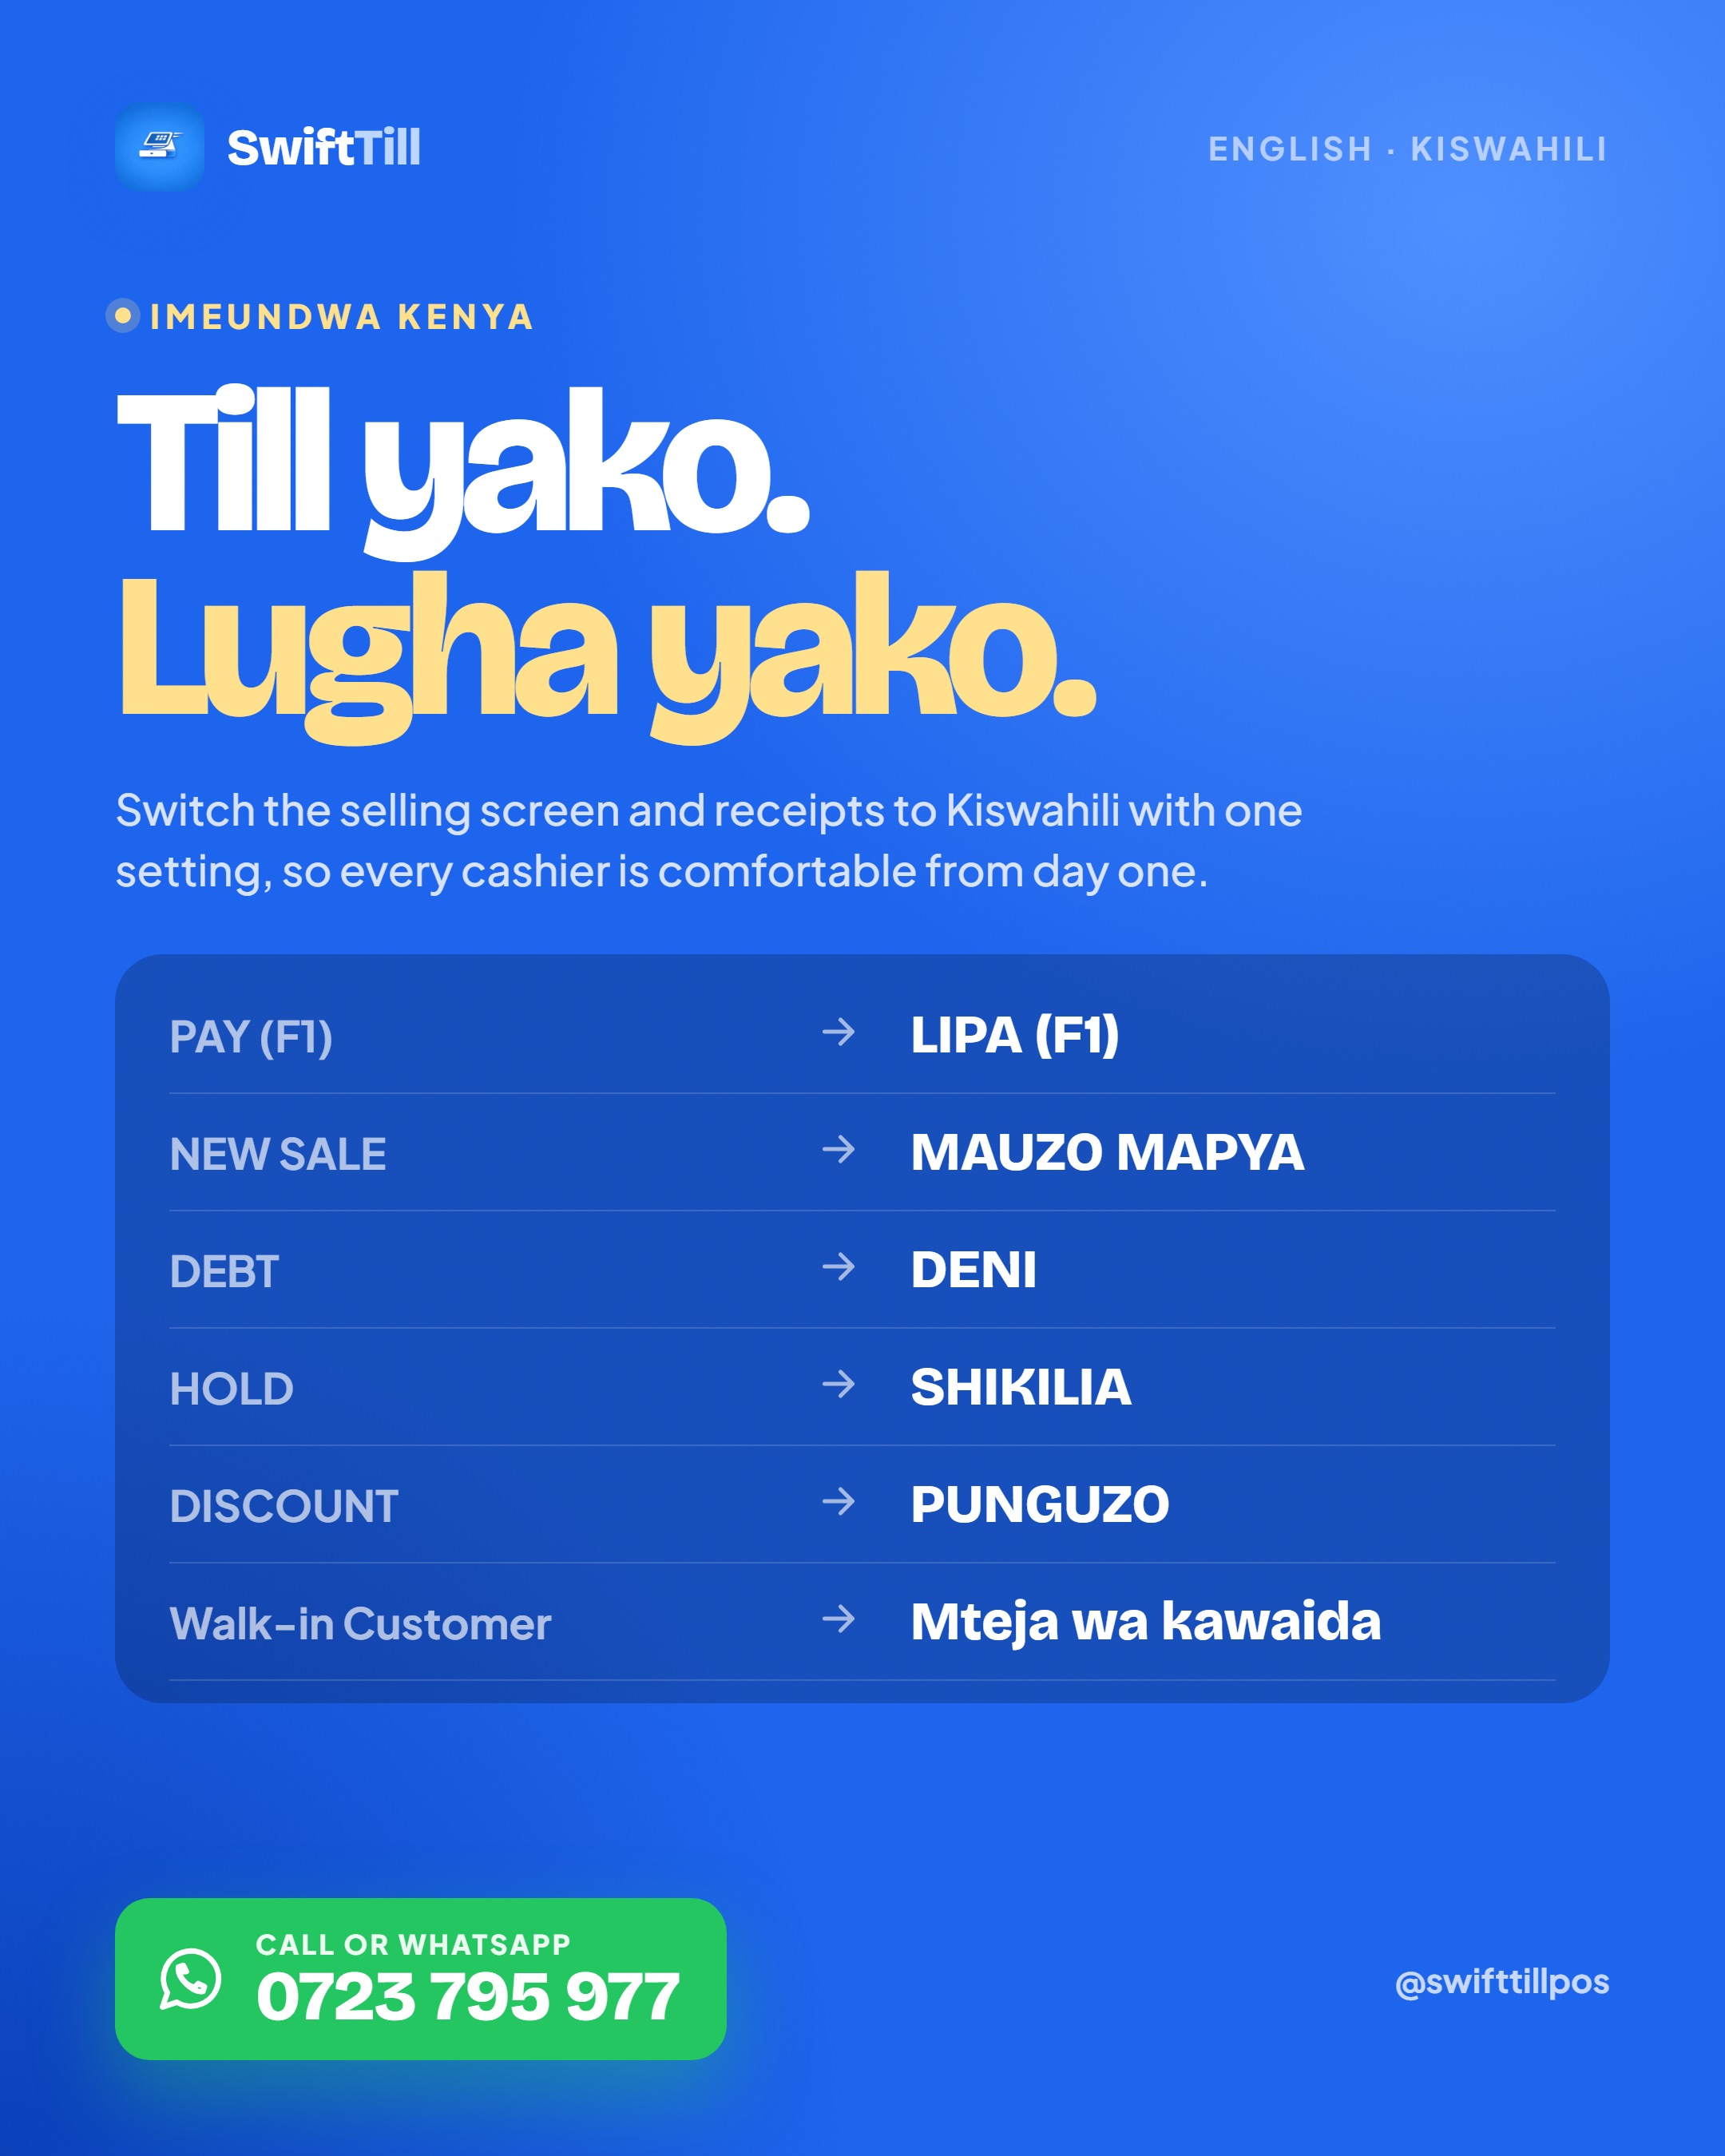 SwiftTill
ENGLISH · KISWAHILI
IMEUNDWA KENYA
Till yako.
Lugha yako.
Switch the selling screen and receipts to Kiswahili with one
setting, so every cashier is comfortable from day one.
PAY (F1) → LIPA (F1)
NEW SALE → MAUZO MAPYA
DEBT → DENI
HOLD → SHIKILIA
DISCOUNT → PUNGUZO
Walk-in Customer → Mteja wa kawaida
CALL OR WHATSAPP
0723 795 977
@swifttillpos